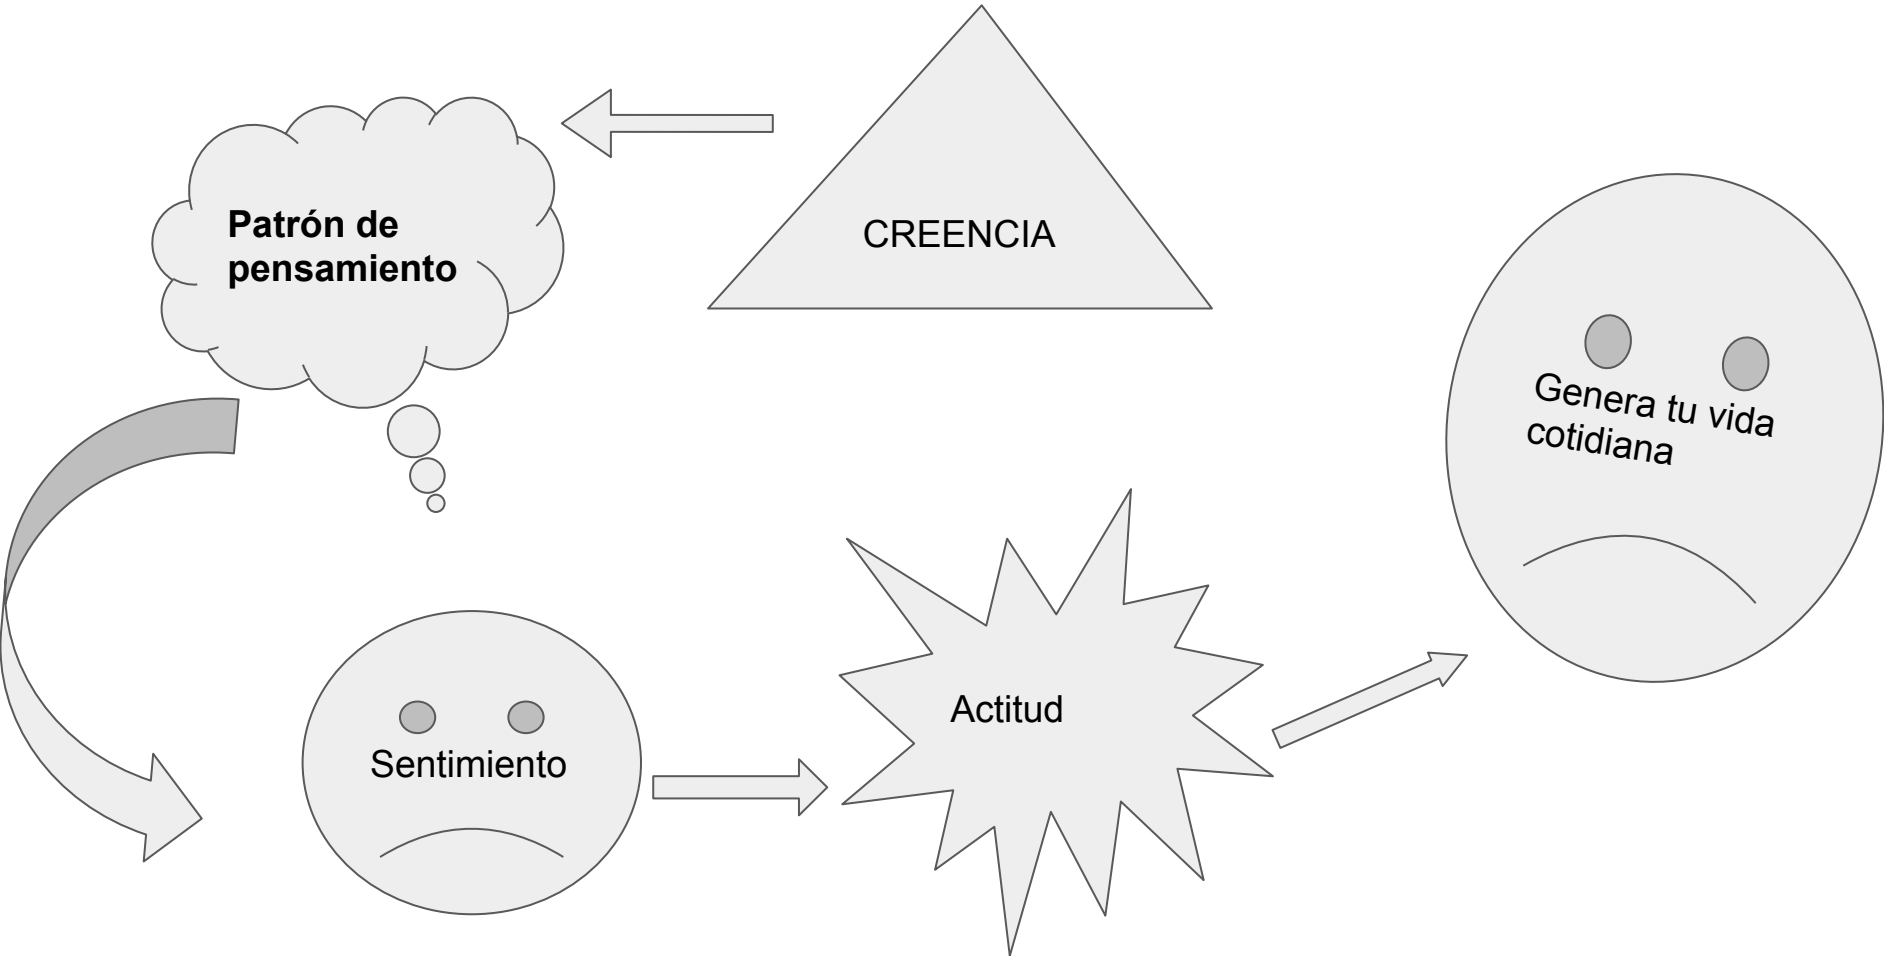 CREENCIA
Patrón de
pensamiento
Sentimiento
Actitud
Genera tu vida
cotidiana